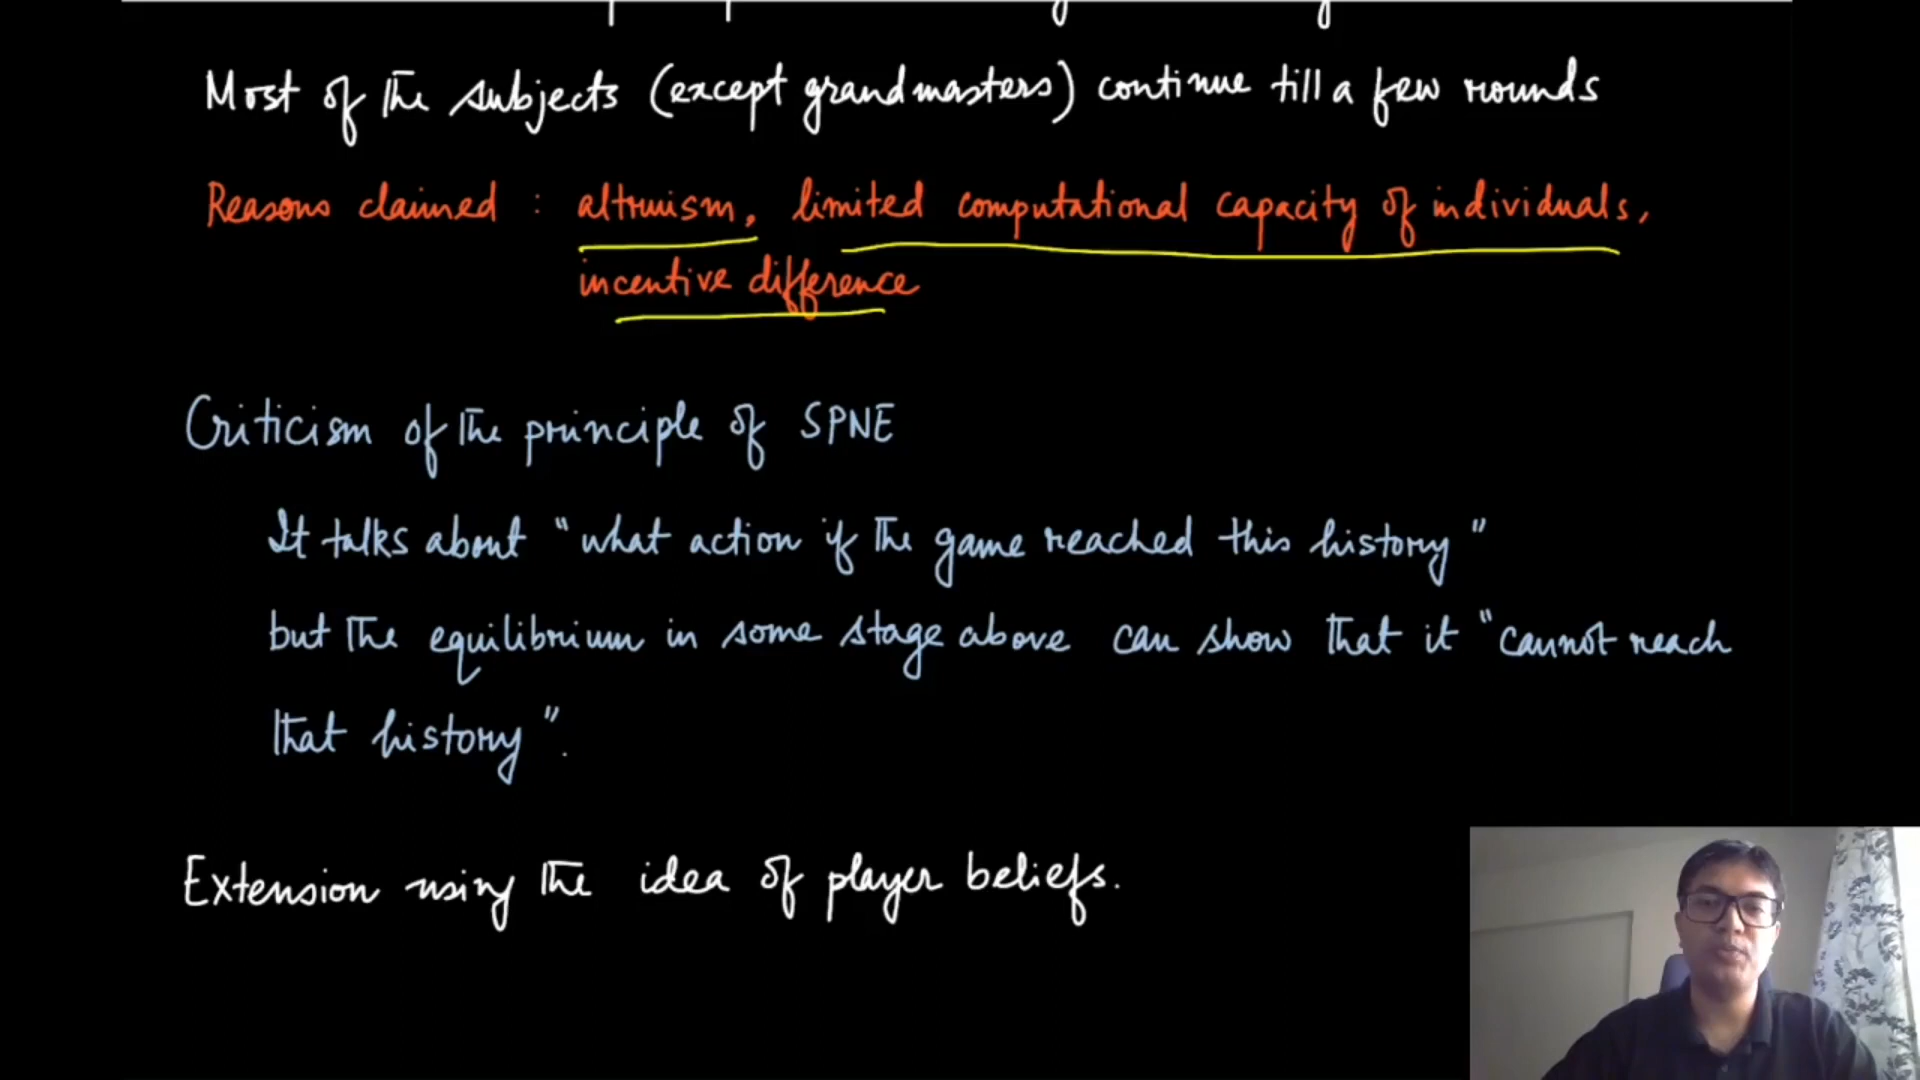 Most of the subjects (except grandmasters) continue till a few rounds
Reasons claimed : altruism, limited computational capacity of individuals,
incentive difference
Criticism of the principle of SPNE
It talks about "what action if the game reached this history"
but the equilibrium in some stage above can show that it "cannot reach
that history".
Extension using the idea of player beliefs.